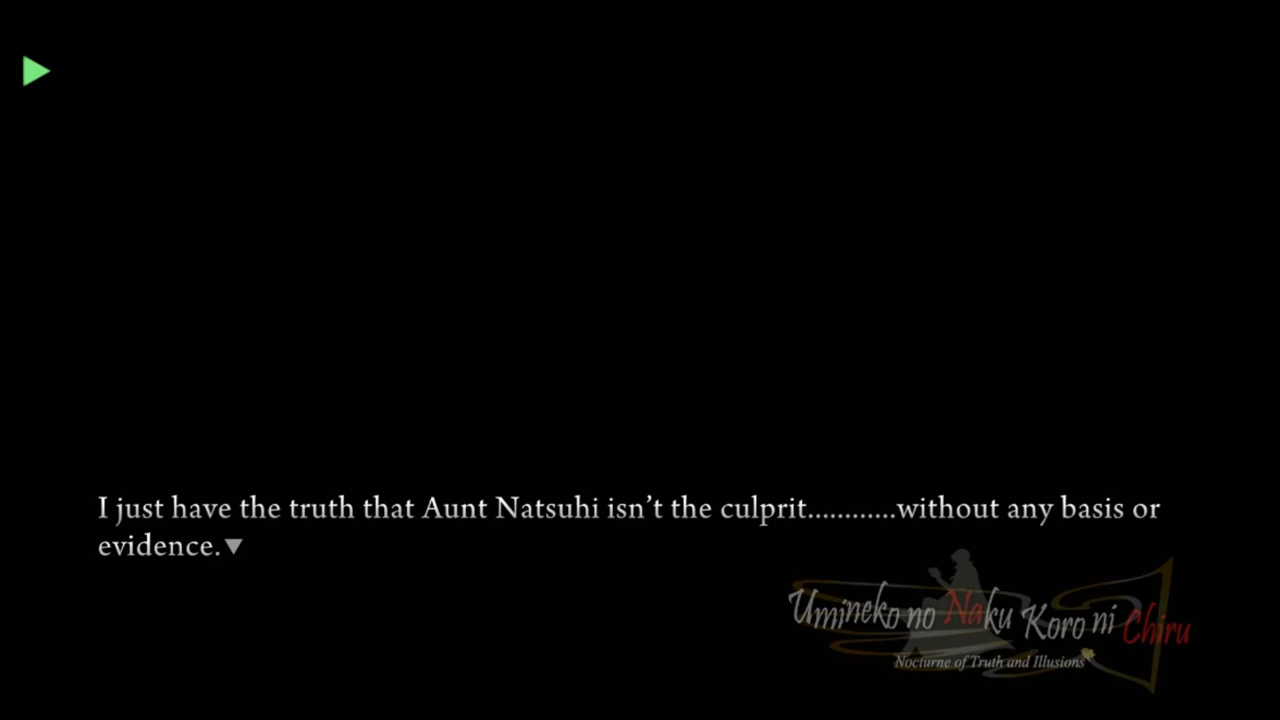 I just have the truth that Aunt Natsuhi isn’t the culprit............without any basis or
evidence.
Umineko no Naku Koro ni Chiru
Nocturne of Truth and Illusions